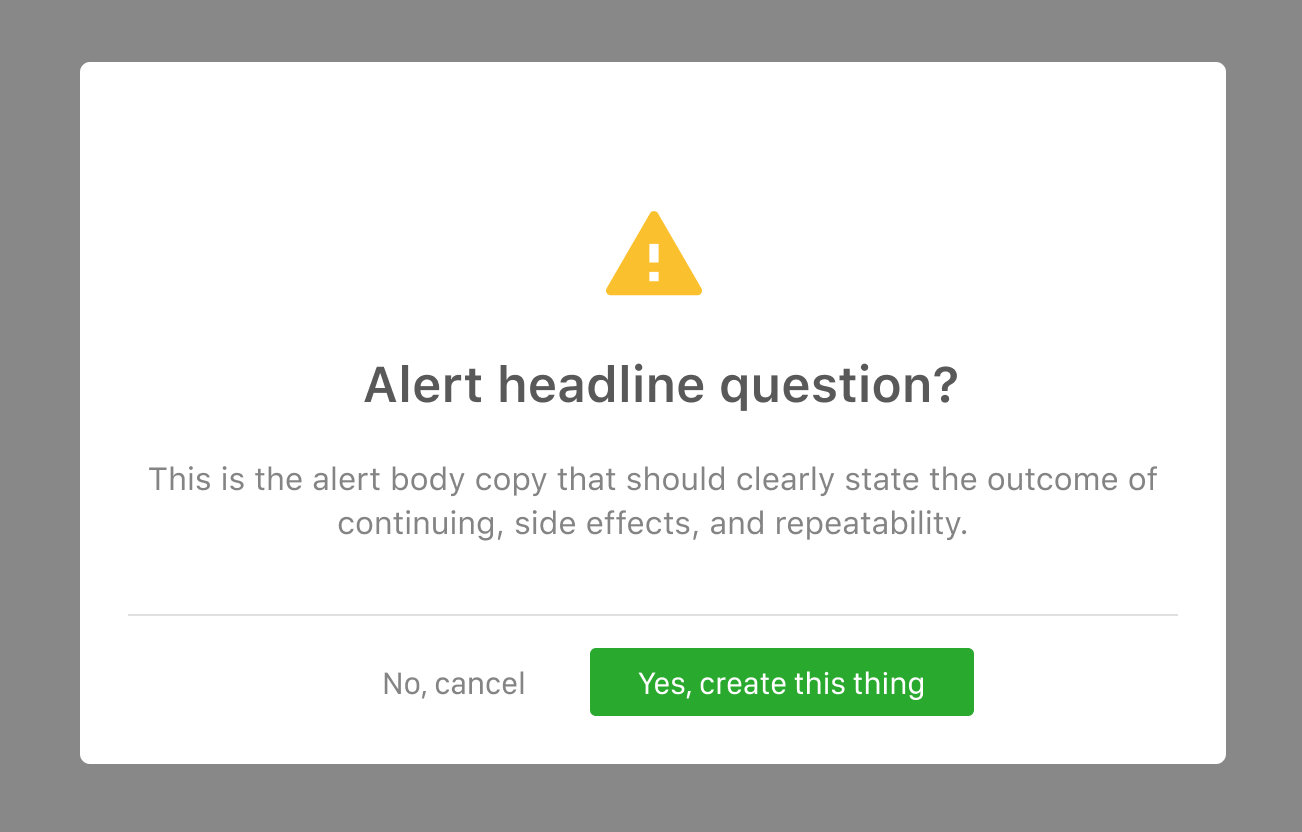 Alert headline question?
This is the alert body copy that should clearly state the outcome of
continuing, side effects, and repeatability.
No, cancel
Yes, create this thing